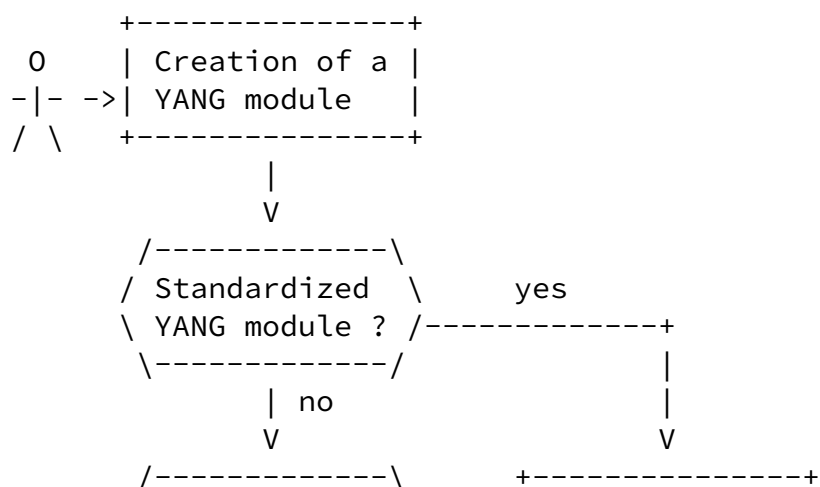 Creation of a
YANG module
Standardized yes
YANG module ?
no